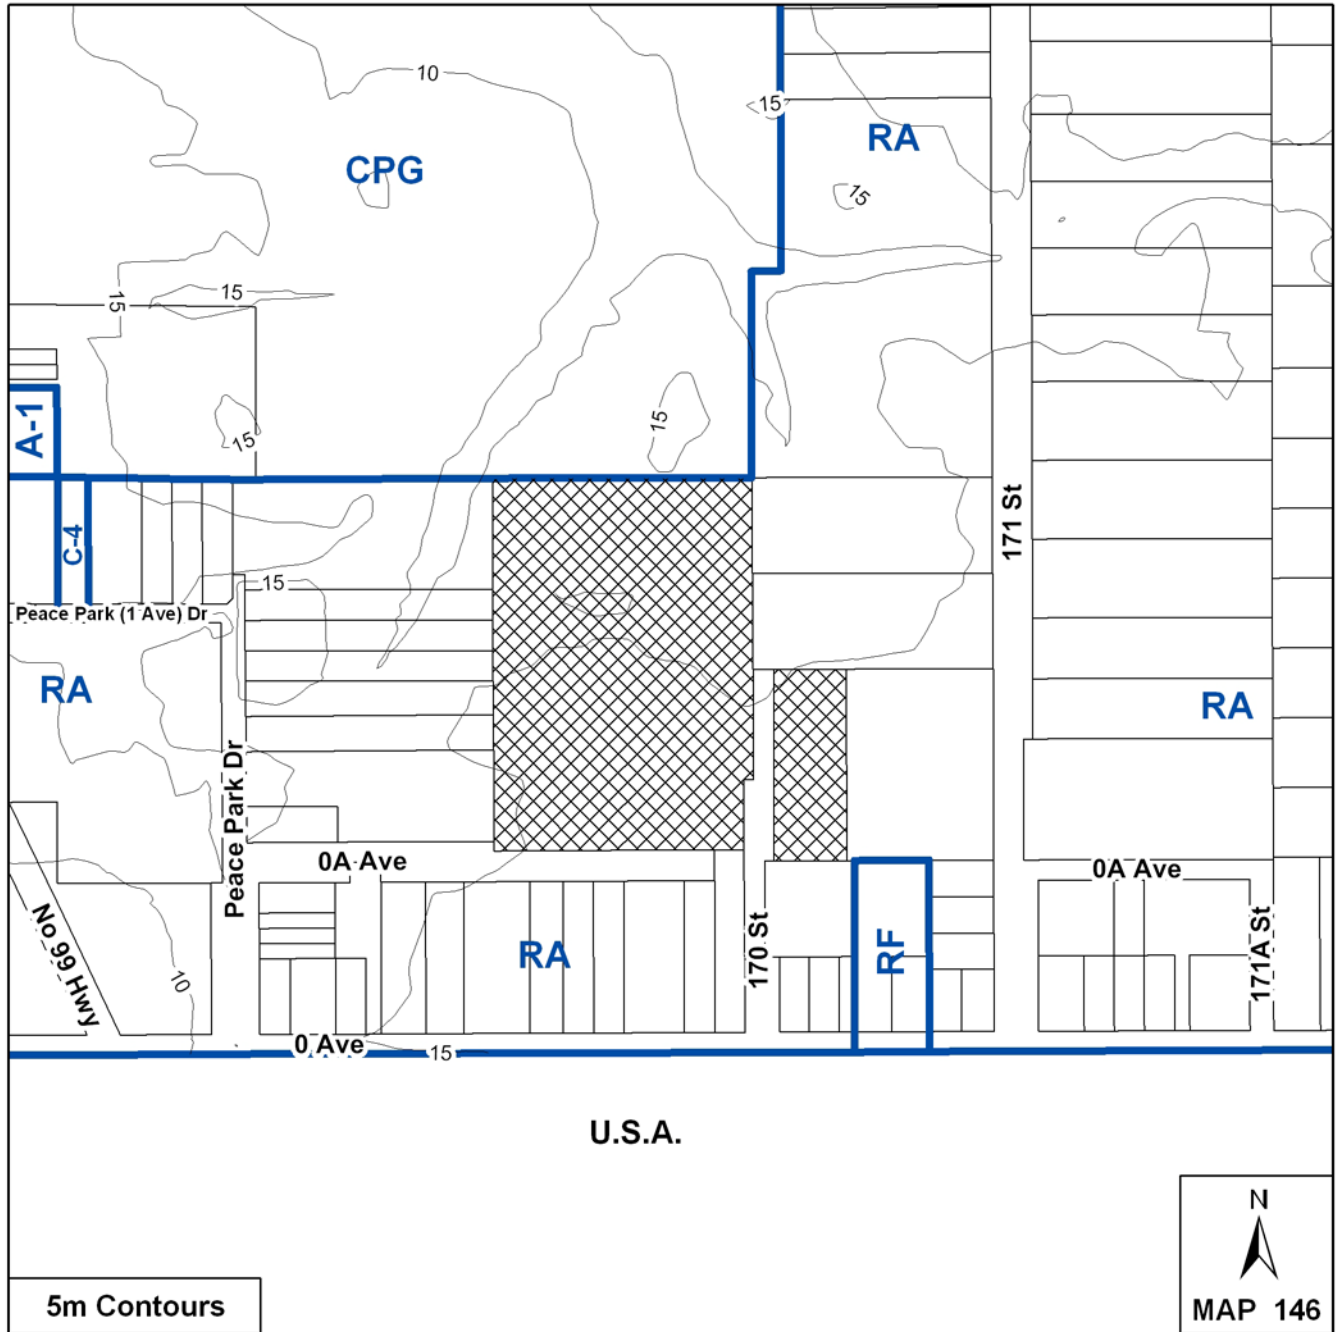 10
15
RA
CPG
15
15
15
A-1
15
15
171 St
C-4
15
Peace Park (1 Ave) Dr
RA
RA
Peace Park Dr
0A Ave
0A Ave
No 99 Hwy
RA
170 St
RF
171A St
10
0 Ave
15
U.S.A.
N
5m Contours
MAP 146